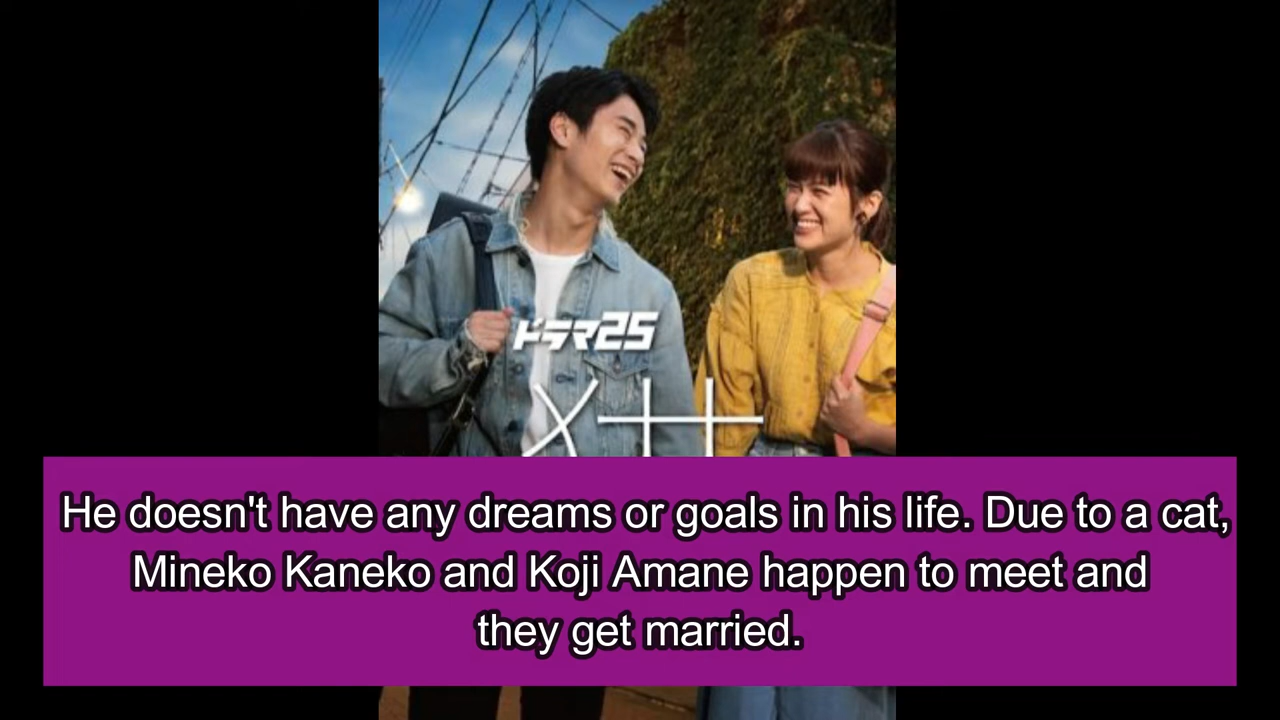 ドラマ25
He doesn't have any dreams or goals in his life. Due to a cat,
Mineko Kaneko and Koji Amane happen to meet and
they get married.